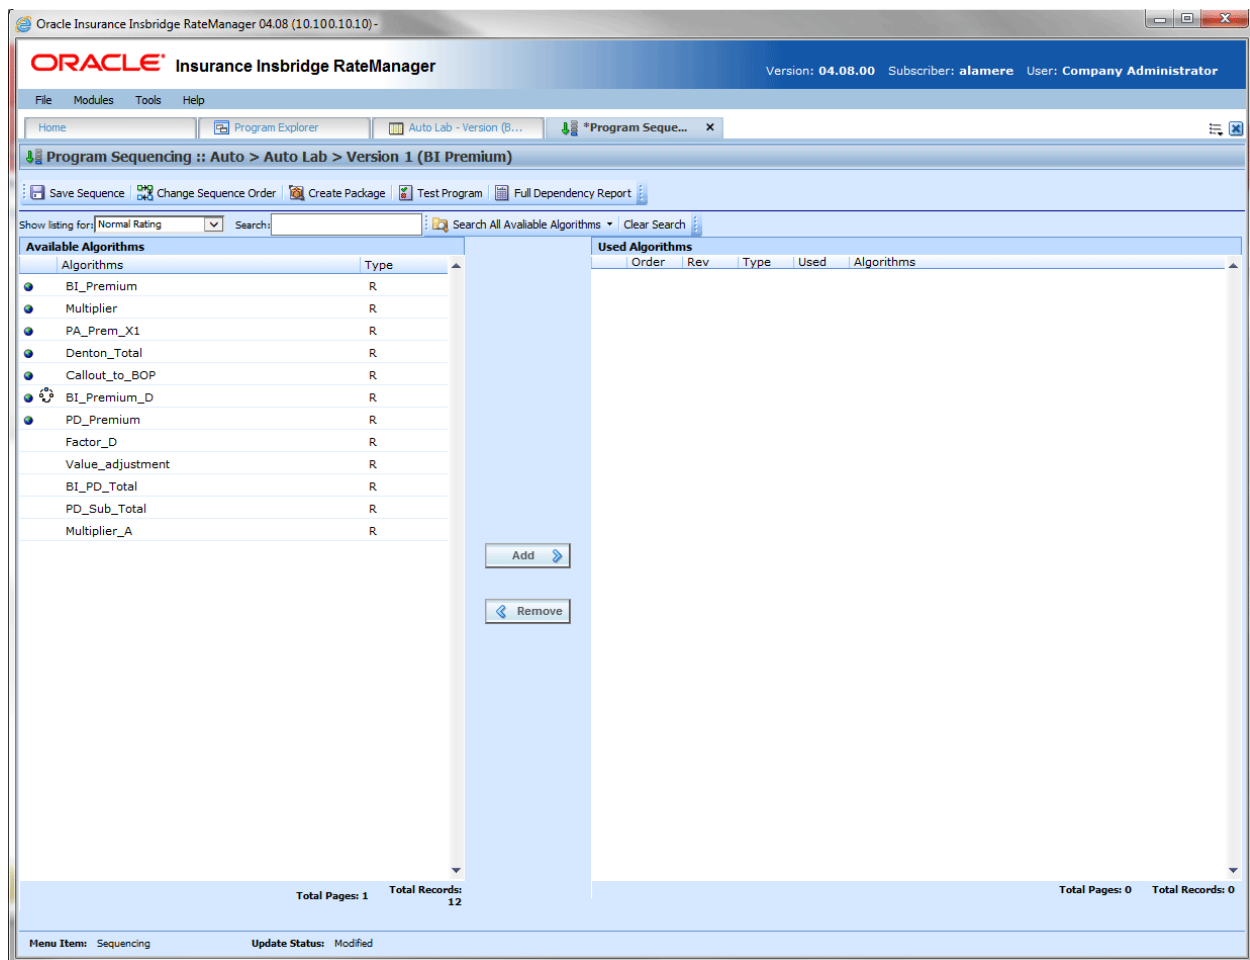 Oracle Insurance Insbridge RateManager 04.08 (10.100.10.10) -
ORACLE Insurance Insbridge RateManager
Version: 04.08.00 Subscriber: alamere User: Company Administrator
File Modules Tools Help
Home Program Explorer Auto Lab - Version (B... *Program Seque... x
Program Sequencing :: Auto > Auto Lab > Version 1 (BI Premium)
Save Sequence Change Sequence Order Create Package Test Program Full Dependency Report
Show listing for: Normal Rating Search: Search All Avaliable Algorithms Clear Search
Available Algorithms
Algorithms Type
BI_Premium R
Multiplier R
PA_Prem_X1 R
Denton_Total R
Callout_to_BOP R
BI_Premium_D R
PD_Premium R
Factor_D R
Value_adjustment R
BI_PD_Total R
PD_Sub_Total R
Multiplier_A R
Total Pages: 1 Total Records: 12
Add
Remove
Used Algorithms
Order Rev Type Used Algorithms
Total Pages: 0 Total Records: 0
Menu Item: Sequencing Update Status: Modified